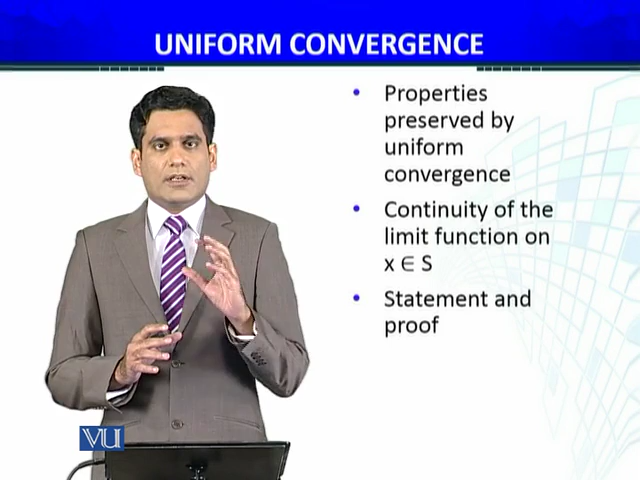 UNIFORM CONVERGENCE
• Properties
preserved by
uniform
convergence
• Continuity of the
limit function on
x ∈ S
• Statement and
proof
VU